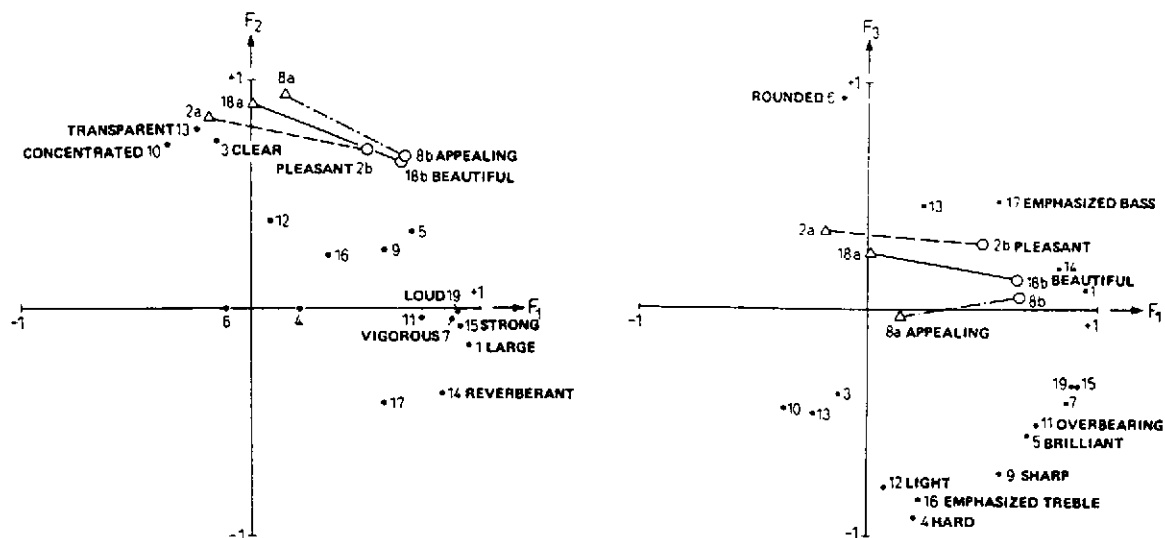 F2
+1
8a
18a
2a
TRANSPARENT 13
CONCENTRATED 10
3 CLEAR
8b APPEALING
PLEASANT 2b
18b BEAUTIFUL
12
5
16
9
LOUD 19
+1
F1
-1
6
4
11
15 STRONG
VIGOROUS 7
1 LARGE
17
14 REVERBERANT
-1
F3
+1
ROUNDED 6
13
17 EMPHASIZED BASS
2a
2b PLEASANT
18a
14
18b BEAUTIFUL
1
8b
F1
-1
8a APPEALING
+1
3
19
15
10
13
7
11 OVERBEARING
5 BRILLIANT
9 SHARP
12 LIGHT
16 EMPHASIZED TREBLE
4 HARD
-1